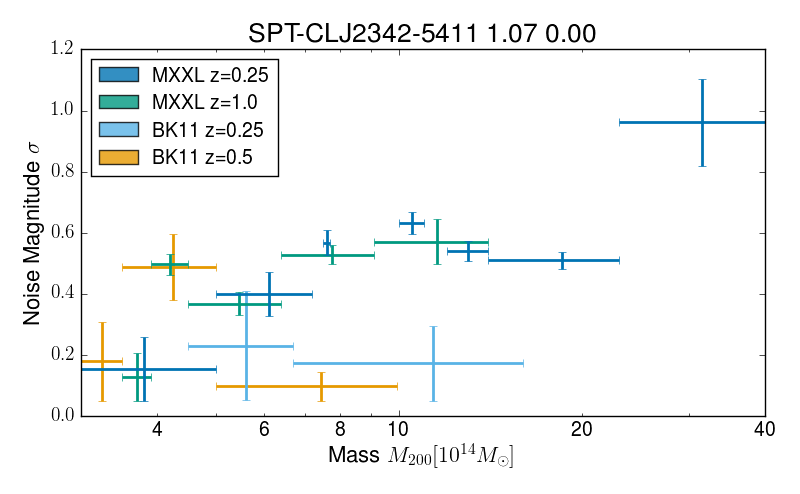 SPT-CLJ2342-5411 1.07 0.00
1.2
1.0
0.8
0.6
0.4
0.2
0.0
Noise Magnitude σ
MXXL z=0.25
MXXL z=1.0
BK11 z=0.25
BK11 z=0.5
4 6 8 10 20 40
Mass M₂₀₀[10¹⁴M☉]